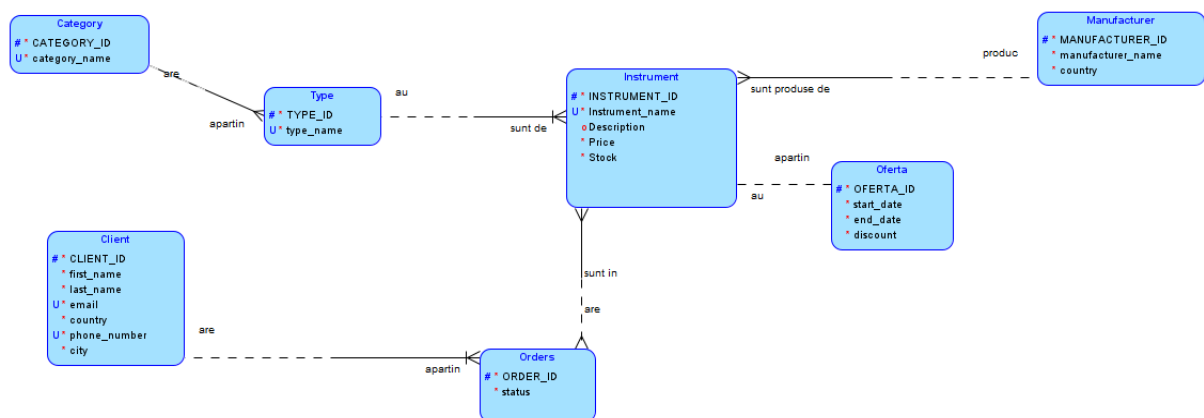 Category
# * CATEGORY_ID
U * category_name
are
apartin
Type
# * TYPE_ID
U * type_name
au
sunt de
Instrument
# * INSTRUMENT_ID
U * Instrument_name
o Description
* Price
* Stock
produc
sunt produse de
Manufacturer
# * MANUFACTURER_ID
* manufacturer_name
* country
apartin
au
Oferta
# * OFERTA_ID
* start_date
* end_date
* discount
sunt in
are
Client
# * CLIENT_ID
* first_name
* last_name
U * email
* country
U * phone_number
* city
are
apartin
Orders
# * ORDER_ID
* status